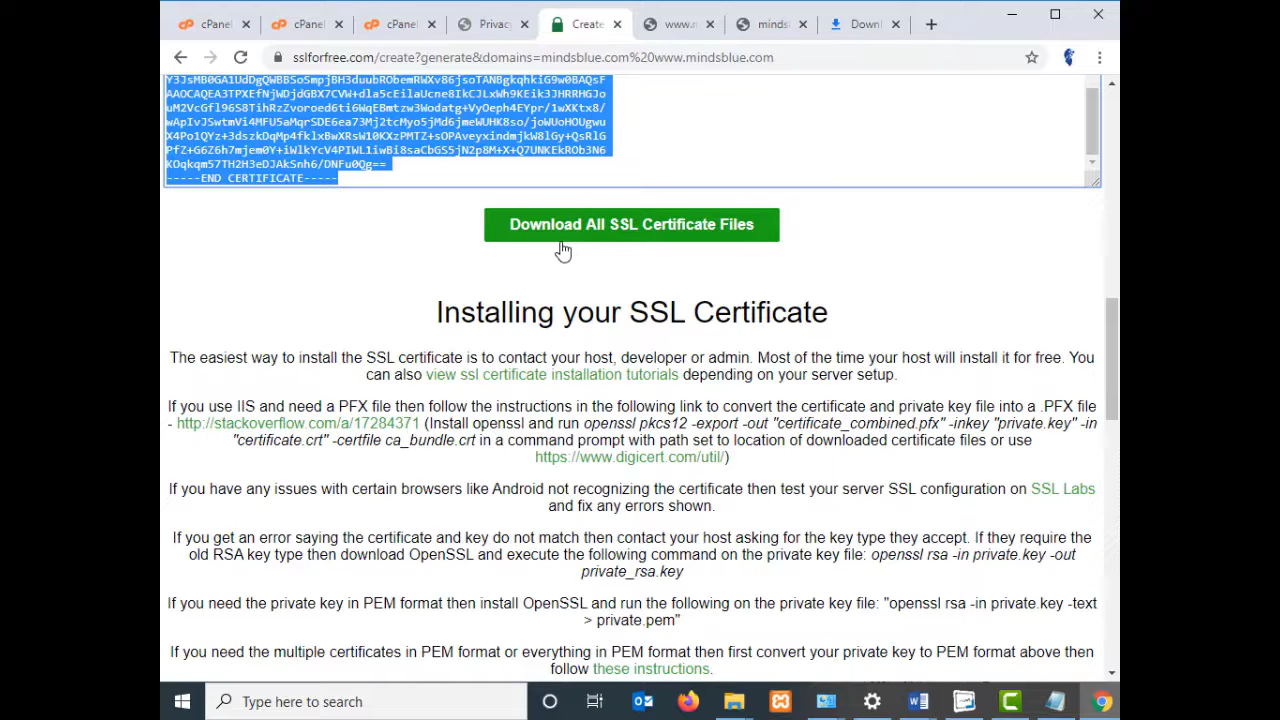 cPanel
cPanel
cPanel
Privac
Create
www.m
minds
Downl
sslforfree.com/create?generate&domains=mindsblue.com%20www.mindsblue.com
-----END CERTIFICATE-----
Download All SSL Certificate Files
Installing your SSL Certificate
The easiest way to install the SSL certificate is to contact your host, developer or admin. Most of the time your host will install it for free. You
can also view ssl certificate installation tutorials depending on your server setup.
If you use IIS and need a PFX file then follow the instructions in the following link to convert the certificate and private key file into a .PFX file
- http://stackoverflow.com/a/17284371 (Install openssl and run openssl pkcs12 -export -out "certificate_combined.pfx" -inkey "private.key" -in
"certificate.crt" -certfile ca_bundle.crt in a command prompt with path set to location of downloaded certificate files or use
https://www.digicert.com/util/)
If you have any issues with certain browsers like Android not recognizing the certificate then test your server SSL configuration on SSL Labs
and fix any errors shown.
If you get an error saying the certificate and key do not match then contact your host asking for the key type they accept. If they require the
old RSA key type then download OpenSSL and execute the following command on the private key file: openssl rsa -in private.key -out
private_rsa.key
If you need the private key in PEM format then install OpenSSL and run the following on the private key file: "openssl rsa -in private.key -text
> private.pem"
If you need the multiple certificates in PEM format or everything in PEM format then first convert your private key to PEM format above then
follow these instructions.
Type here to search